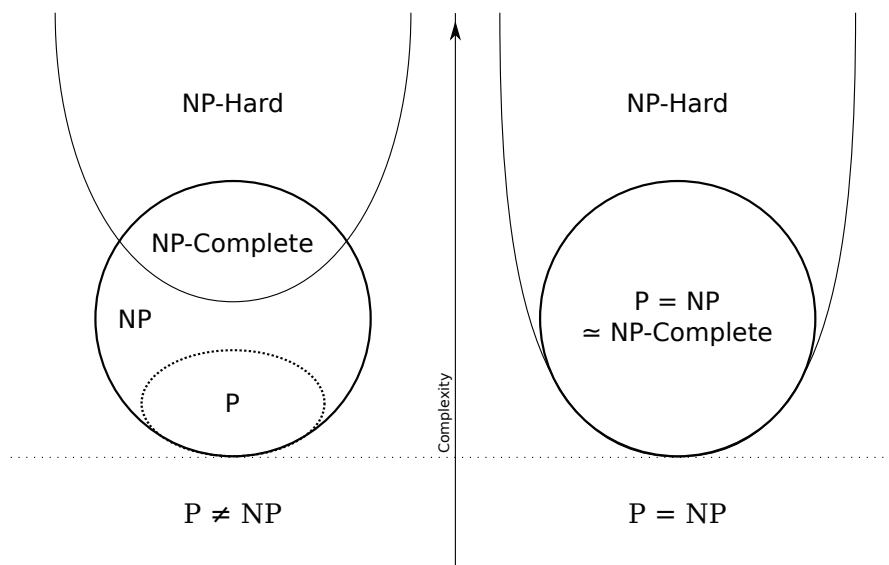 NP-Hard
NP-Complete
NP
P
P ≠ NP
Complexity
NP-Hard
P = NP
≃ NP-Complete
P = NP